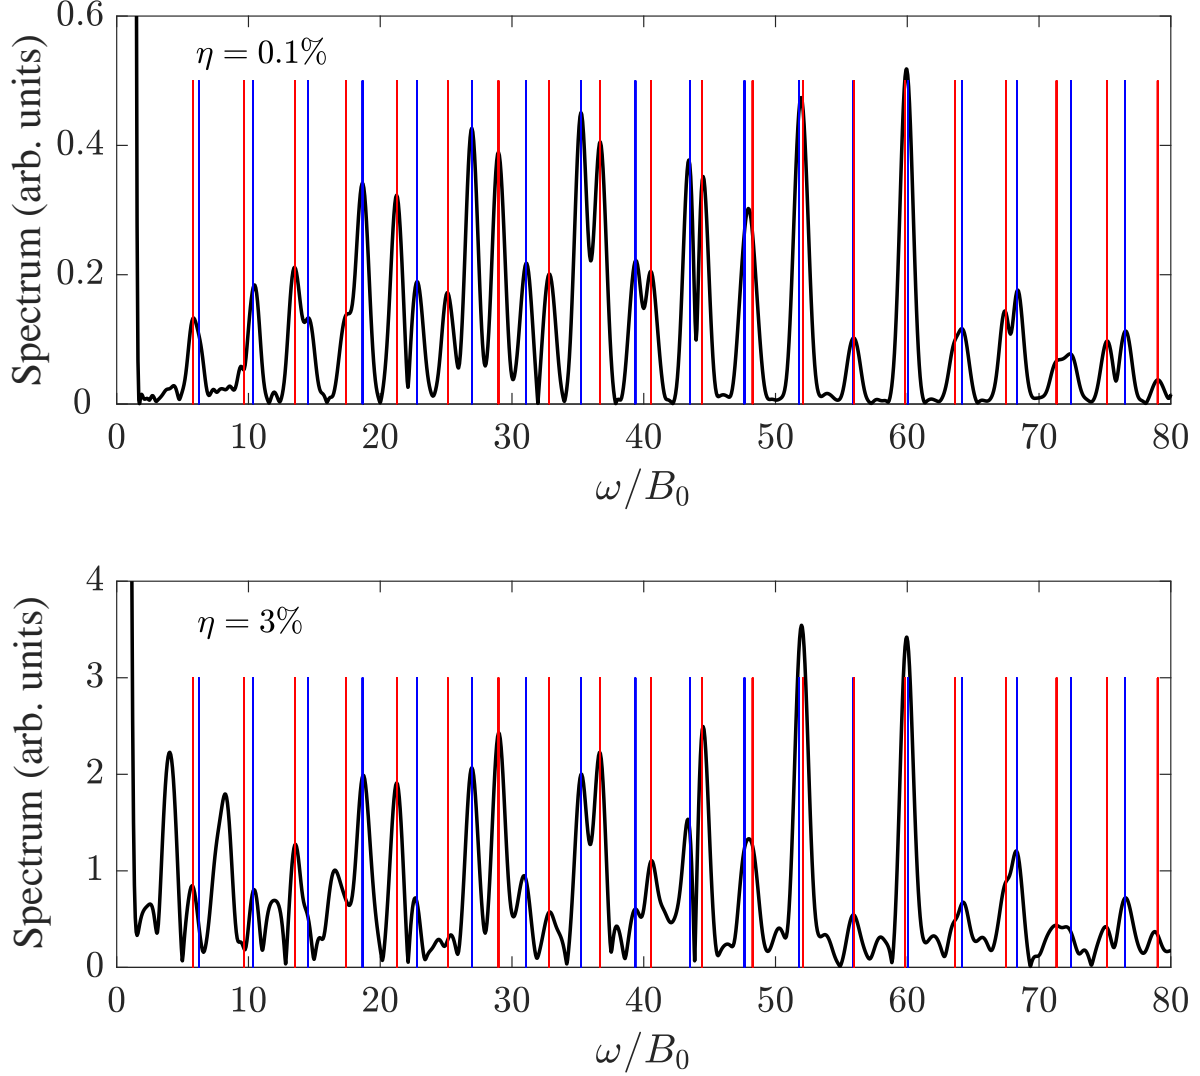 0.6
η = 0.1%
0.4
0.2
0
Spectrum (arb. units)
0 10 20 30 40 50 60 70 80
ω/B₀
4
η = 3%
3
2
1
0
Spectrum (arb. units)
0 10 20 30 40 50 60 70 80
ω/B₀